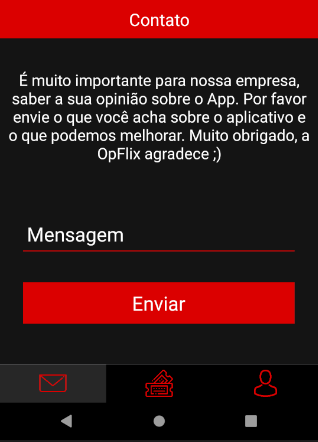 Contato
É muito importante para nossa empresa,
saber a sua opinião sobre o App. Por favor
envie o que você acha sobre o aplicativo e
o que podemos melhorar. Muito obrigado, a
OpFlix agradece ;)
Mensagem
Enviar